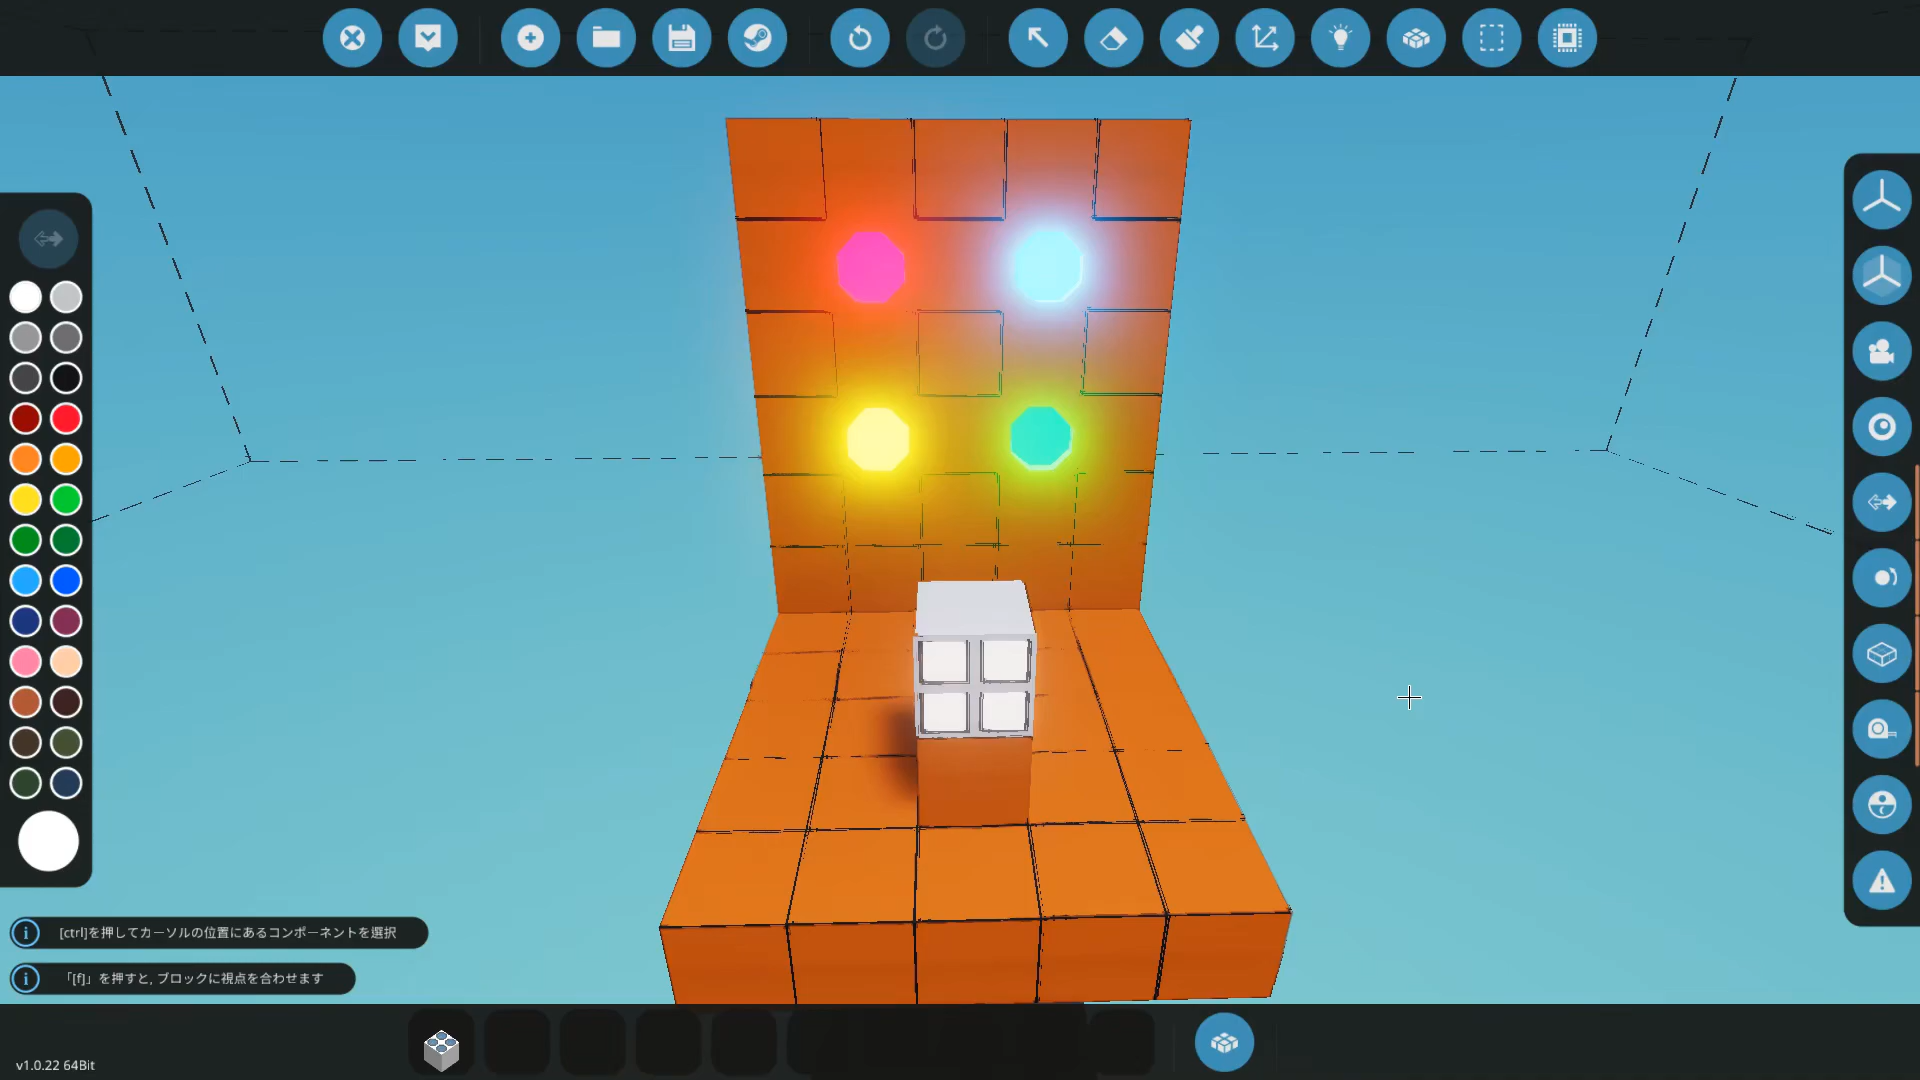 [ctrl]を押してカーソルの位置にあるコンポーネントを選択
「[f]」を押すと, ブロックに視点を合わせます
v1.0.22 64Bit